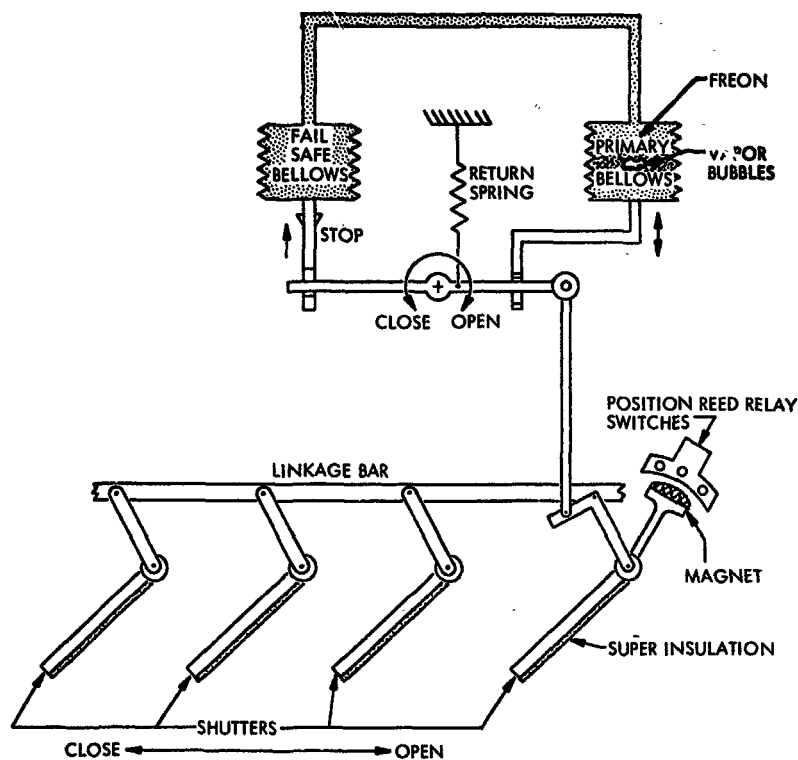 FREON
FAIL
SAFE
BELLOWS
PRIMARY
BELLOWS
BUBBLES
RETURN
SPRING
STOP
CLOSE OPEN
POSITION REED RELAY
SWITCHES
LINKAGE BAR
MAGNET
SUPER INSULATION
SHUTTERS
CLOSE OPEN